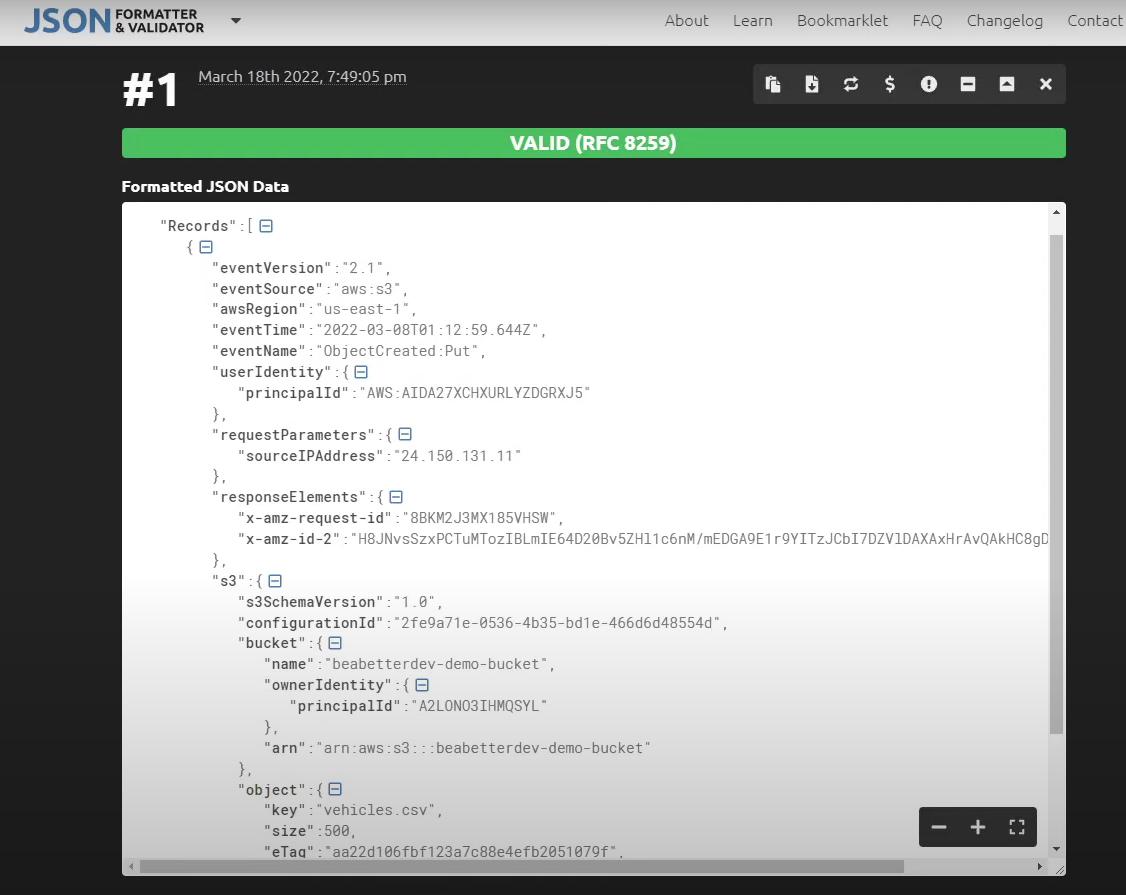 JSON FORMATTER & VALIDATOR
About Learn Bookmarklet FAQ Changelog Contact
#1 March 18th 2022, 7:49:05 pm
VALID (RFC 8259)
Formatted JSON Data
"Records":[
{
"eventVersion":"2.1",
"eventSource":"aws:s3",
"awsRegion":"us-east-1",
"eventTime":"2022-03-08T01:12:59.644Z",
"eventName":"ObjectCreated:Put",
"userIdentity":{
"principalId":"AWS:AIDA27XCHXURLYZDGRXJ5"
},
"requestParameters":{
"sourceIPAddress":"24.150.131.11"
},
"responseElements":{
"x-amz-request-id":"8BKM2J3MX185VHSW",
"x-amz-id-2":"H8JNvsSzxPCTuMTozIBLmIE64D20Bv5ZHl1c6nM/mEDGA9E1r9YITzJCbI7DZVlDAXAxHrAvQAkHC8gD
},
"s3":{
"s3SchemaVersion":"1.0",
"configurationId":"2fe9a71e-0536-4b35-bd1e-466d6d48554d",
"bucket":{
"name":"beabetterdev-demo-bucket",
"ownerIdentity":{
"principalId":"A2LONO3IHMQSYL"
},
"arn":"arn:aws:s3:::beabetterdev-demo-bucket"
},
"object":{
"key":"vehicles.csv",
"size":500,
"eTag":"aa22d106fbf123a7c88e4efb2051079f",